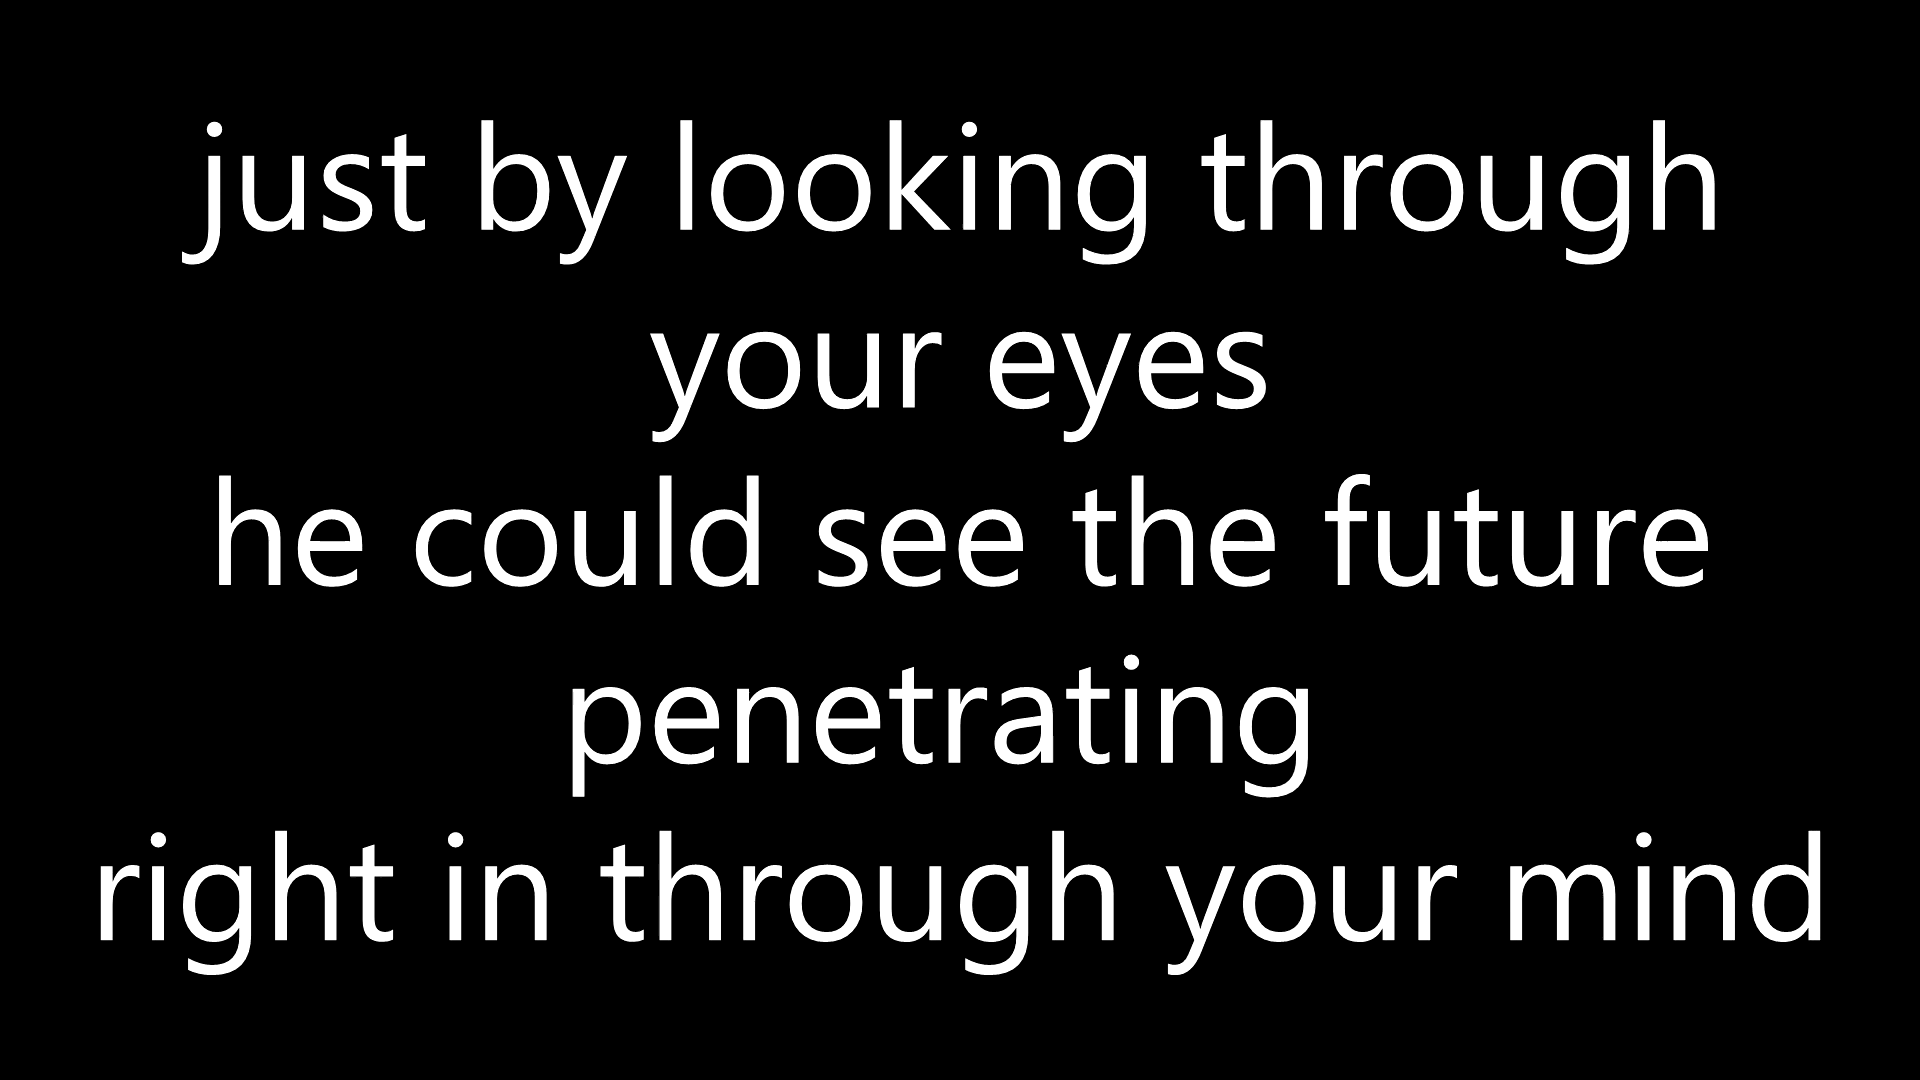 just by looking through
your eyes
he could see the future
penetrating
right in through your mind